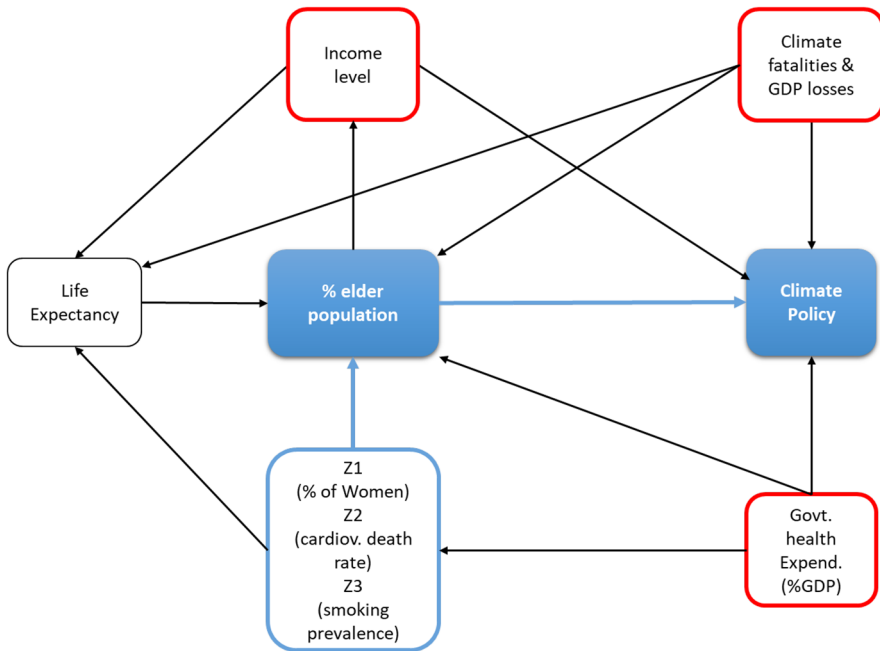 Income
level
Climate
fatalities &
GDP losses
Life
Expectancy
% elder
population
Climate
Policy
Z1
(% of Women)
Z2
(cardiov. death
rate)
Z3
(smoking
prevalence)
Govt.
health
Expend.
(%GDP)